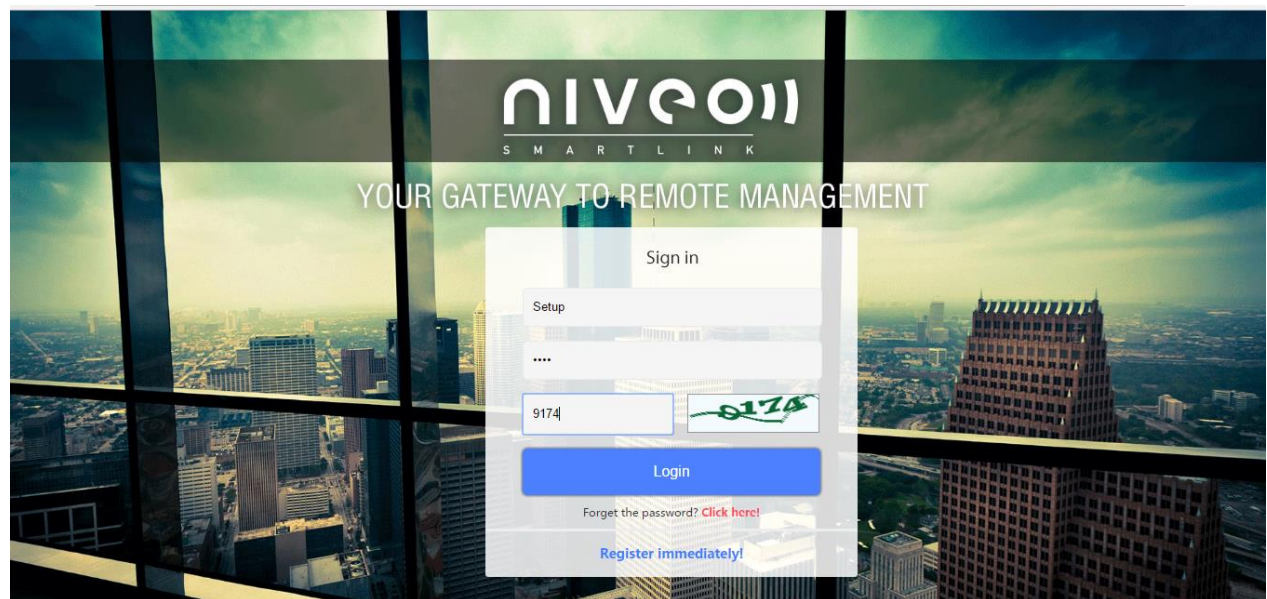 niveo
SMARTLINK
YOUR GATEWAY TO REMOTE MANAGEMENT
Sign in
Setup
••••
9174 9174
Login
Forget the password? Click here!
Register immediately!